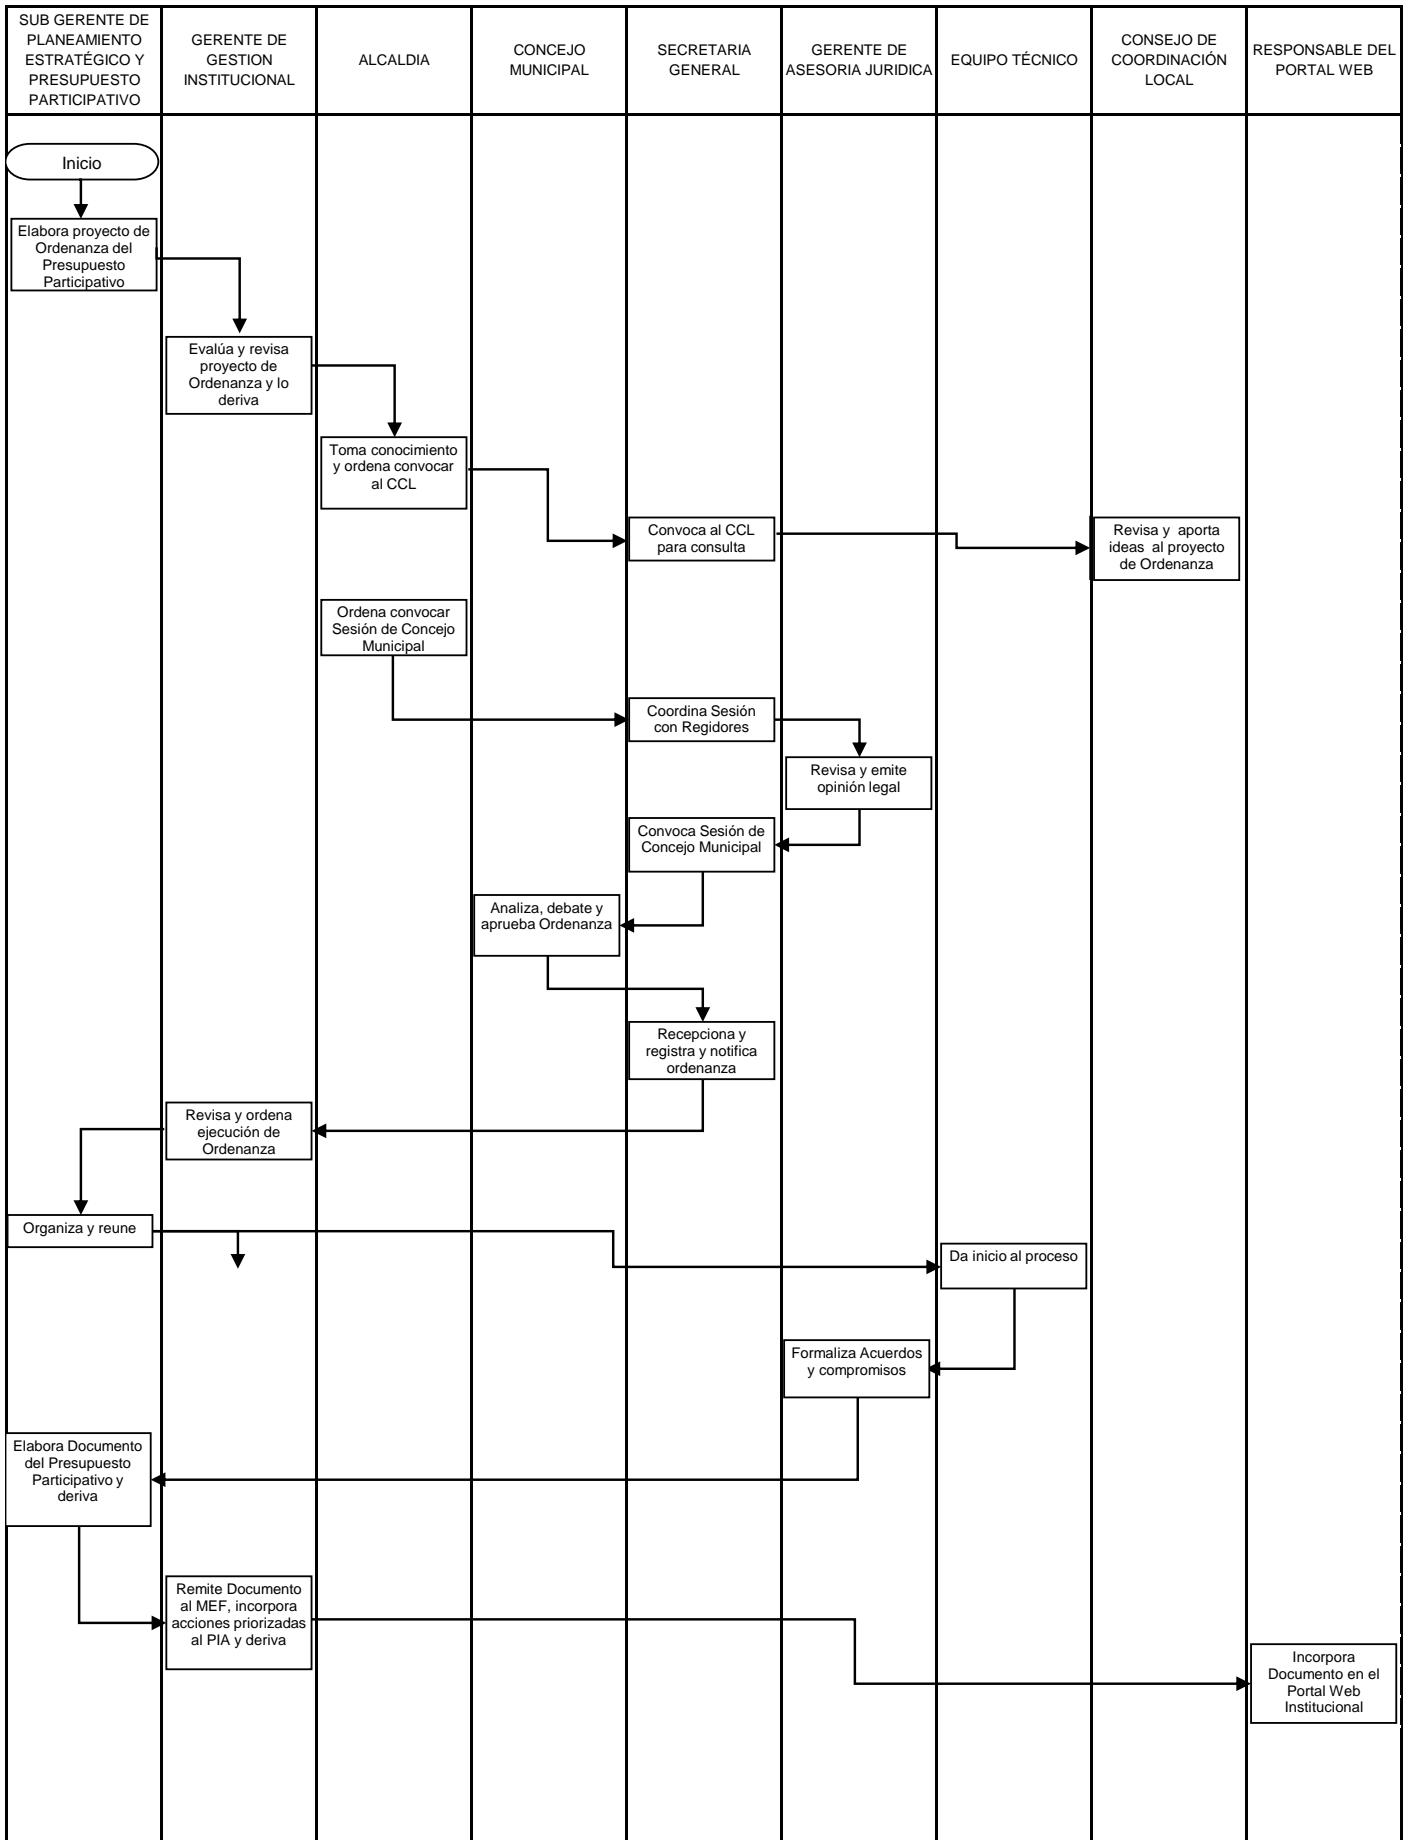 SUB GERENTE DE
PLANEAMIENTO
ESTRATÉGICO Y
PRESUPUESTO
PARTICIPATIVO
GERENTE DE
GESTION
INSTITUCIONAL
ALCALDIA
CONCEJO
MUNICIPAL
SECRETARIA
GENERAL
GERENTE DE
ASESORIA JURIDICA
EQUIPO TÉCNICO
CONSEJO DE
COORDINACIÓN
LOCAL
RESPONSABLE DEL
PORTAL WEB
Inicio
Elabora proyecto de
Ordenanza del
Presupuesto
Participativo
Evalúa y revisa
proyecto de
Ordenanza y lo
deriva
Toma conocimiento
y ordena convocar
al CCL
Convoca al CCL
para consulta
Revisa y aporta
ideas al proyecto
de Ordenanza
Ordena convocar
Sesión de Concejo
Municipal
Coordina Sesión
con Regidores
Revisa y emite
opinión legal
Convoca Sesión de
Concejo Municipal
Analiza, debate y
aprueba Ordenanza
Recepciona y
registra y notifica
ordenanza
Revisa y ordena
ejecución de
Ordenanza
Organiza y reune
Da inicio al proceso
Formaliza Acuerdos
y compromisos
Elabora Documento
del Presupuesto
Participativo y
deriva
Remite Documento
al MEF, incorpora
acciones priorizadas
al PIA y deriva
Incorpora
Documento en el
Portal Web
Institucional